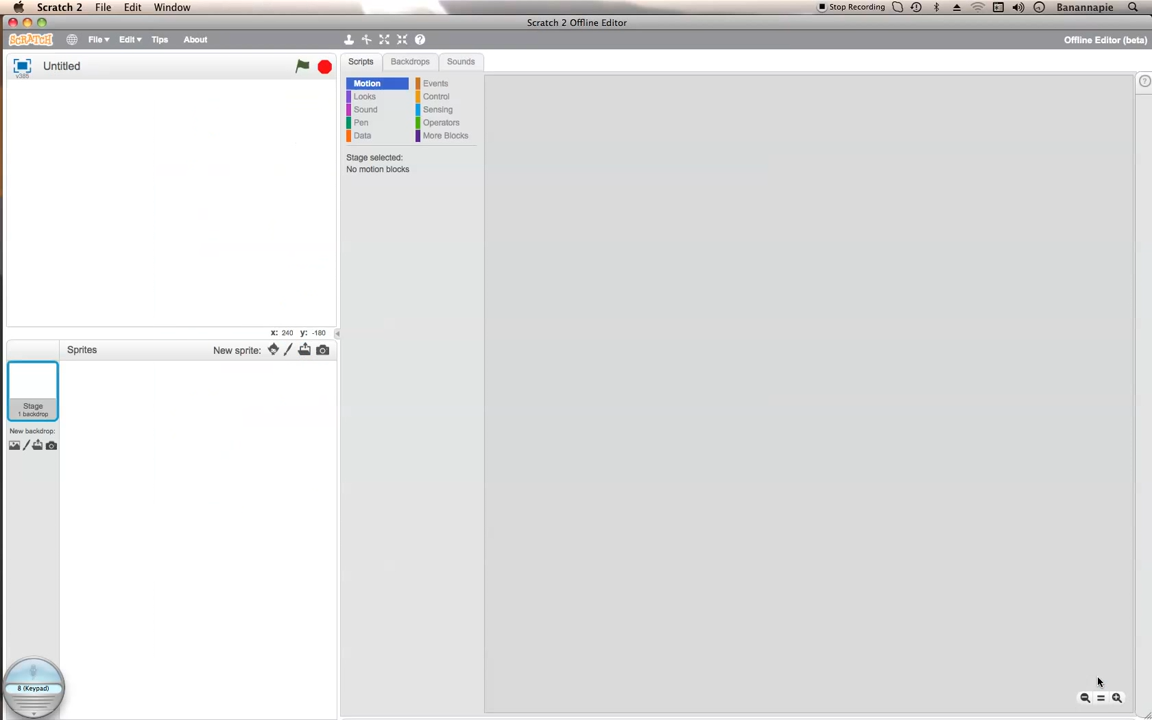 Scratch 2 File Edit Window Stop Recording Banannapie
Scratch 2 Offline Editor
SCRATCH File Edit Tips About Offline Editor (beta)
Untitled
v385
Scripts Backdrops Sounds
Motion Events
Looks Control
Sound Sensing
Pen Operators
Data More Blocks
Stage selected:
No motion blocks
x: 240 y: -180
Sprites New sprite:
Stage
1 backdrop
New backdrop:
8 (Keypad)